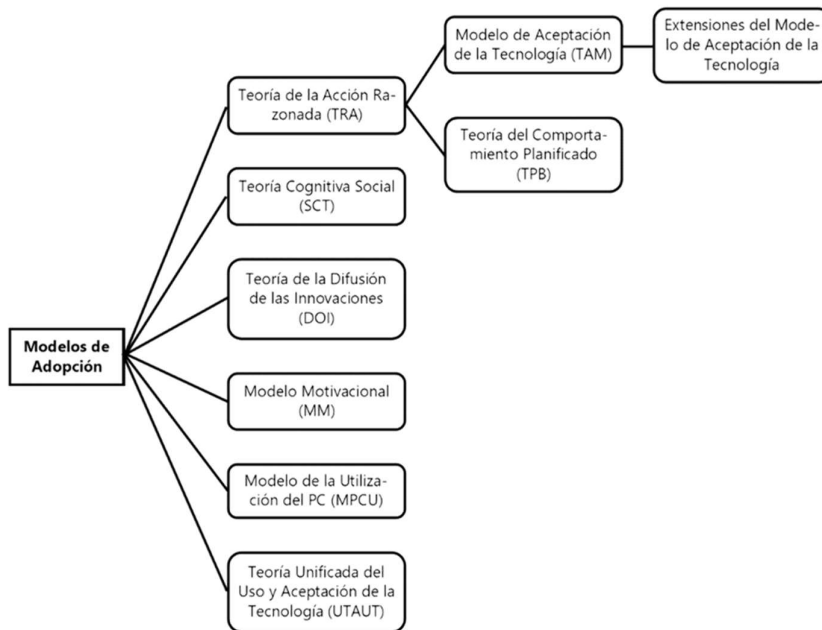 Modelo de Aceptación
de la Tecnología (TAM)
Extensiones del Mode-
lo de Aceptación de la
Tecnología
Teoría de la Acción Ra-
zonada (TRA)
Teoría del Comporta-
miento Planificado
(TPB)
Teoría Cognitiva Social
(SCT)
Teoría de la Difusión
de las Innovaciones
(DOI)
Modelos de
Adopción
Modelo Motivacional
(MM)
Modelo de la Utiliza-
ción del PC (MPCU)
Teoría Unificada del
Uso y Aceptación de la
Tecnología (UTAUT)